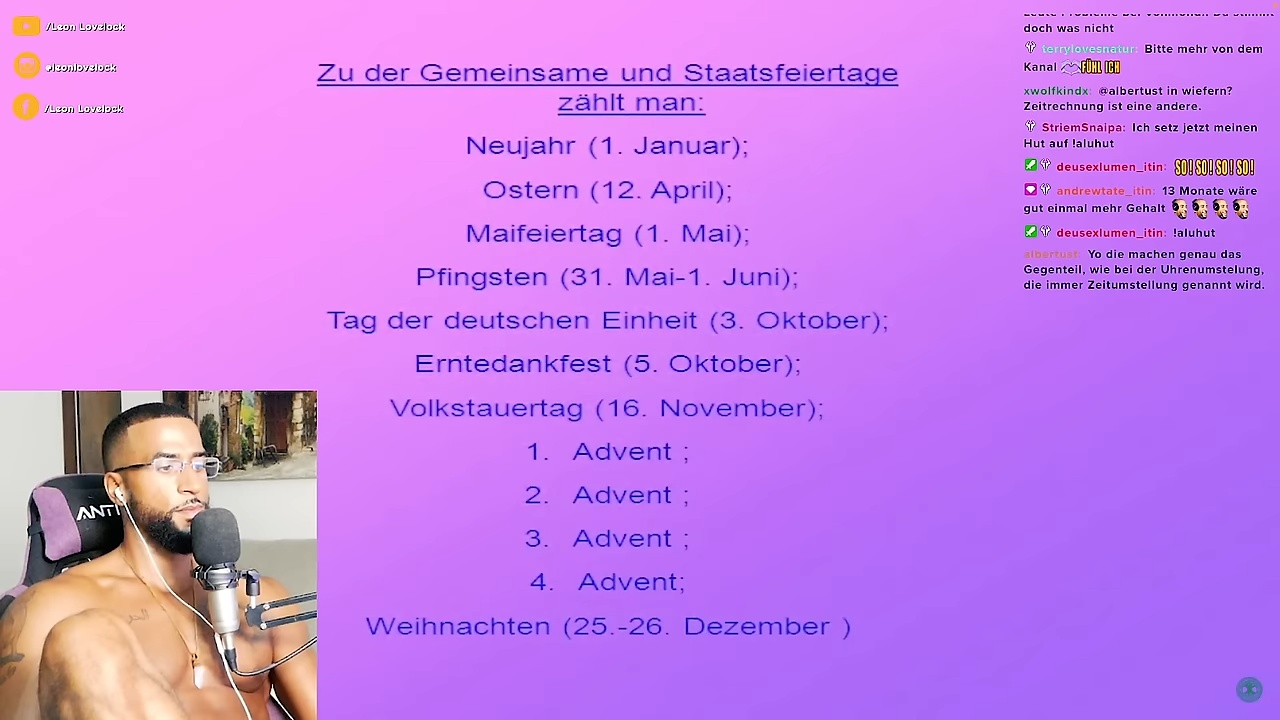 /Leon Lovelock
@leonlovelock
/Leon Lovelock
Zu der Gemeinsame und Staatsfeiertage
zählt man:
Neujahr (1. Januar);
Ostern (12. April);
Maifeiertag (1. Mai);
Pfingsten (31. Mai-1. Juni);
Tag der deutschen Einheit (3. Oktober);
Erntedankfest (5. Oktober);
Volkstauertag (16. November);
1. Advent ;
2. Advent ;
3. Advent ;
4. Advent;
Weihnachten (25.-26. Dezember )
ANTI
doch was nicht
terrylovesnatur: Bitte mehr von dem
Kanal FÜHL ICH
xwolfkindx: @albertust in wiefern?
Zeitrechnung ist eine andere.
StriemSnaipa: Ich setz jetzt meinen
Hut auf !aluhut
deusexlumen_itin: SO! SO! SO! SO!
andrewtate_itin: 13 Monate wäre
gut einmal mehr Gehalt
deusexlumen_itin: !aluhut
albertust: Yo die machen genau das
Gegenteil, wie bei der Uhrenumstelung,
die immer Zeitumstellung genannt wird.